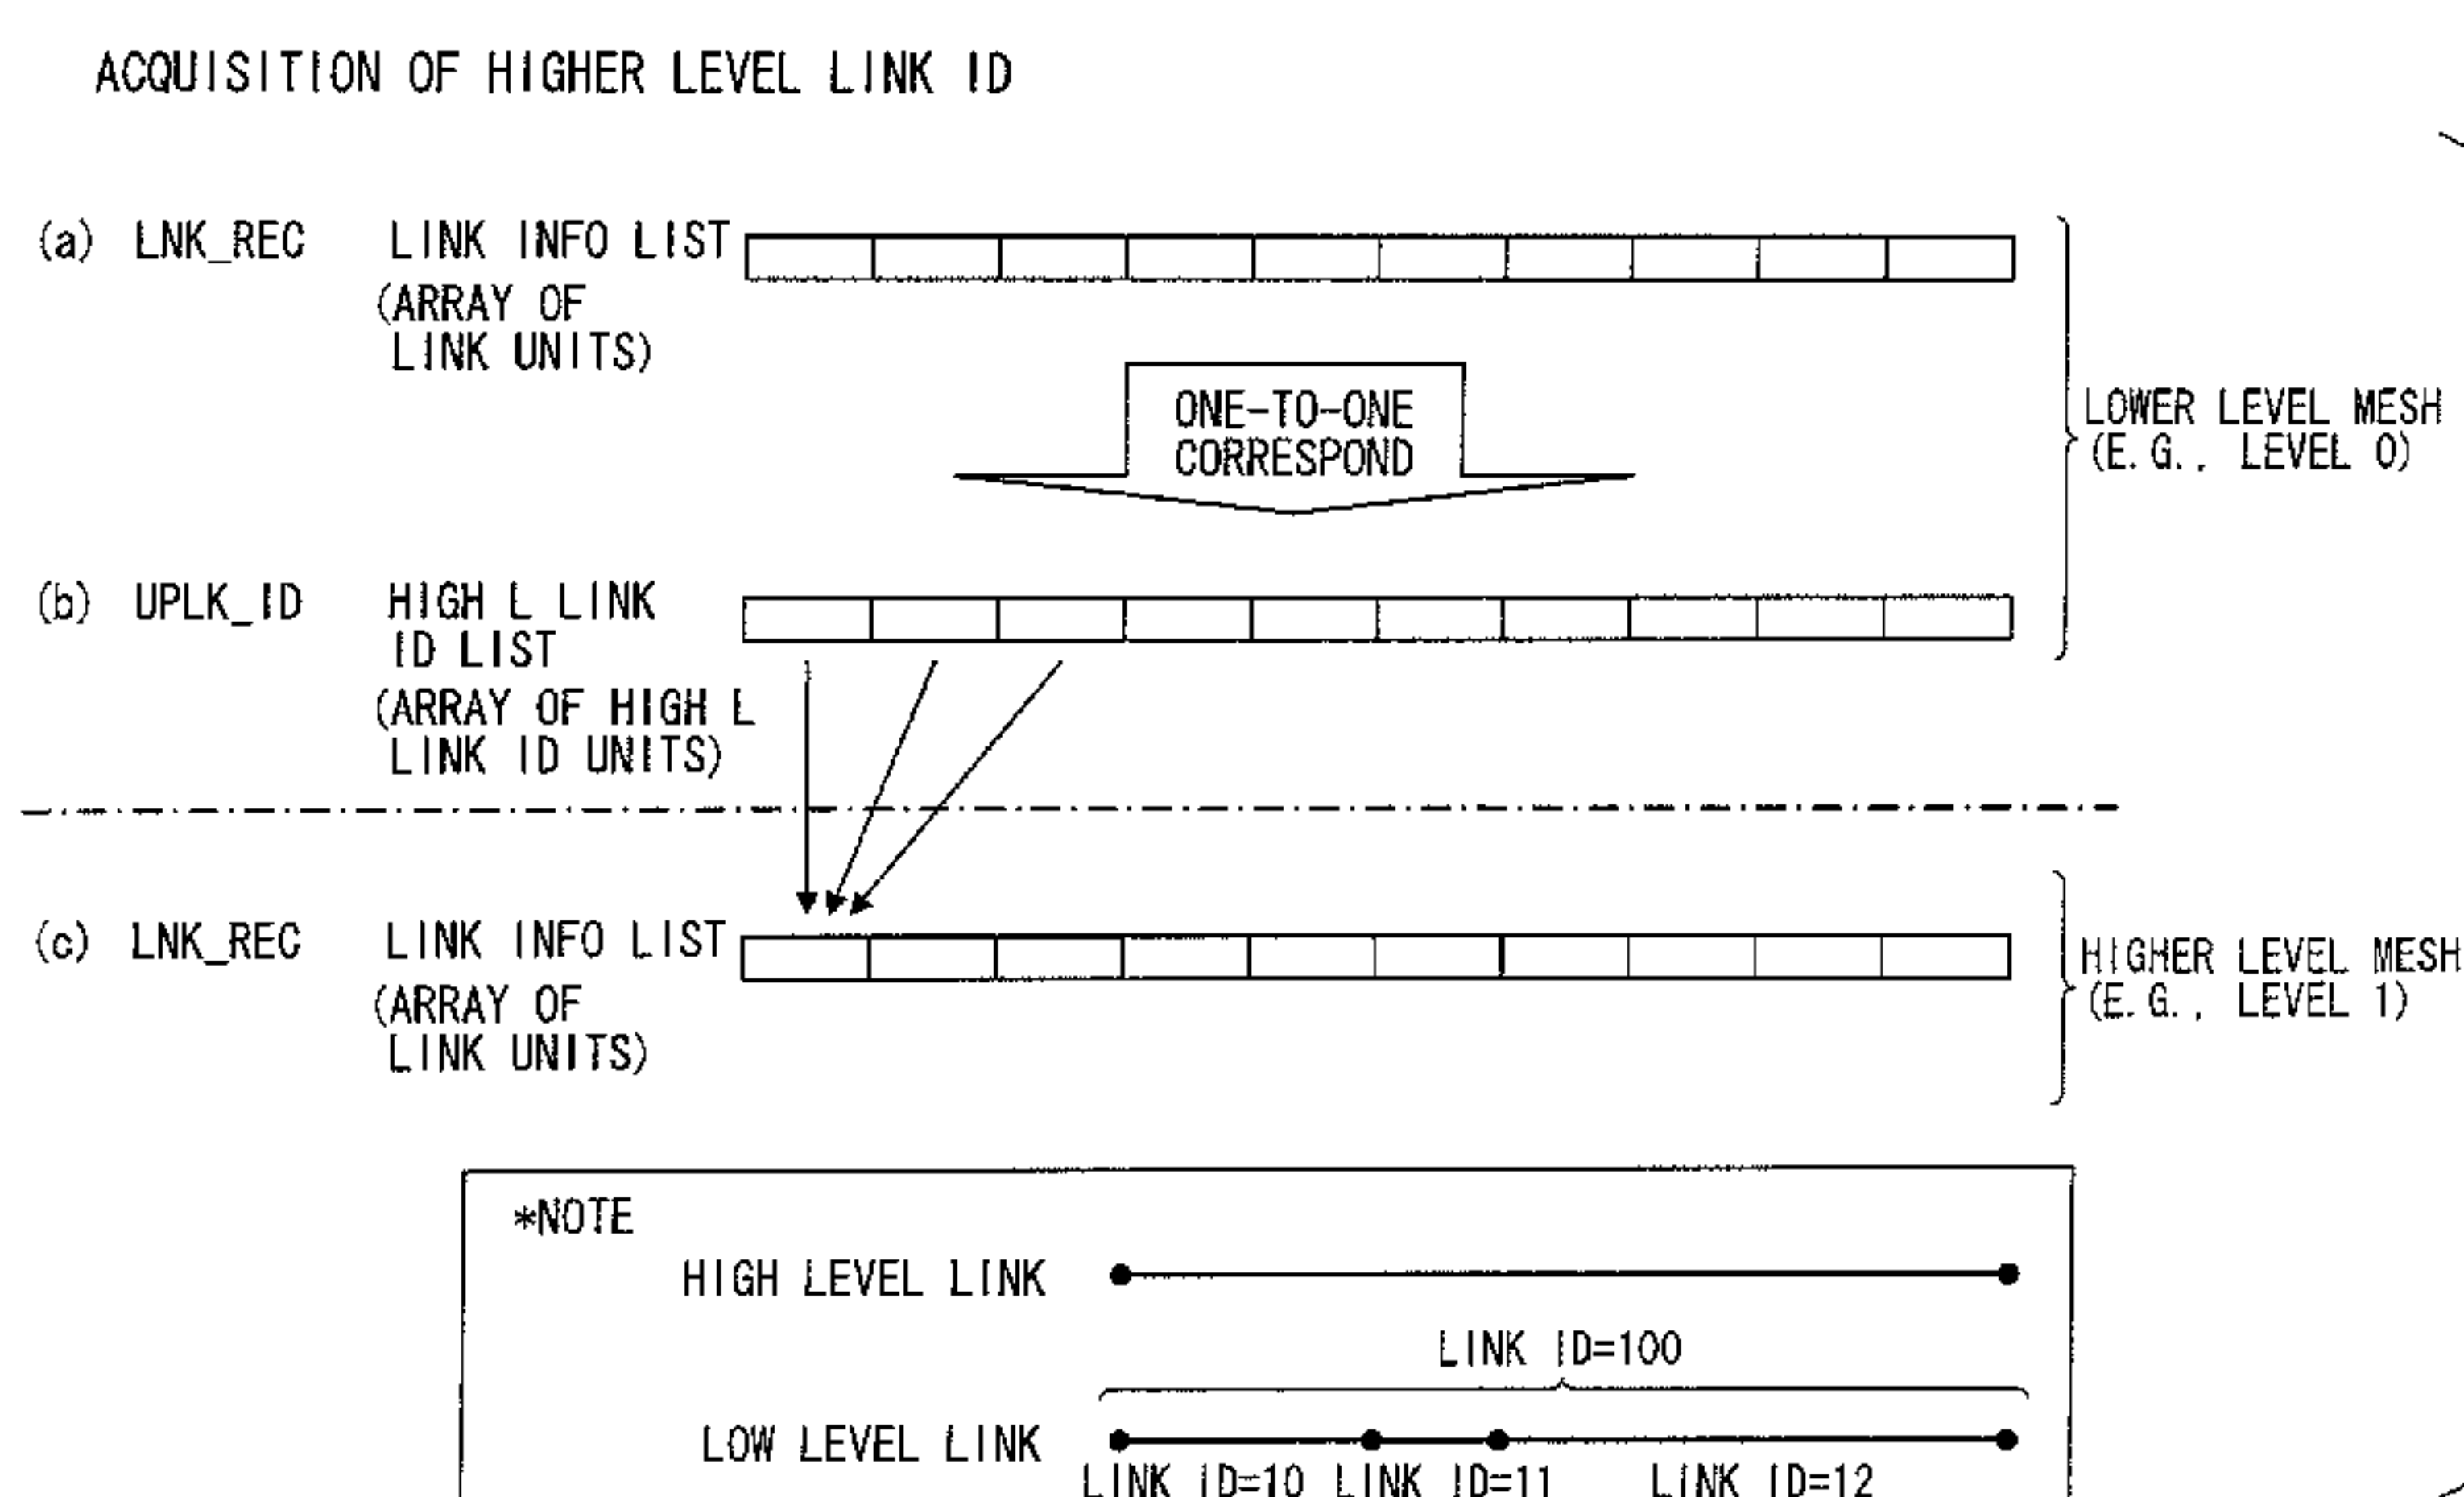 ACQUISITION OF HIGHER LEVEL LINK ID
(a) LNK_REC LINK INFO LIST
(ARRAY OF
LINK UNITS)
ONE-TO-ONE
CORRESPOND
LOWER LEVEL MESH
(E.G., LEVEL 0)
(b) UPLK_ID HIGH L LINK
ID LIST
(ARRAY OF HIGH L
LINK ID UNITS)
(c) LNK_REC LINK INFO LIST
(ARRAY OF
LINK UNITS)
HIGHER LEVEL MESH
(E.G., LEVEL 1)
*NOTE
HIGH LEVEL LINK
LINK ID=100
LOW LEVEL LINK
LINK ID=10 LINK ID=11 LINK ID=12